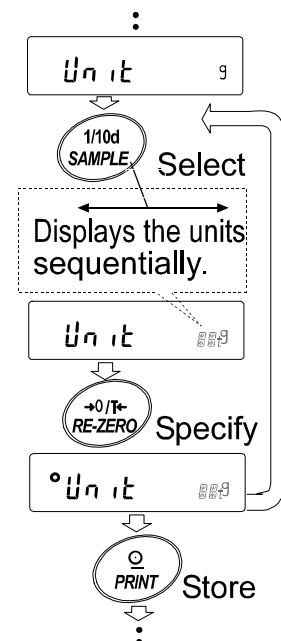 Unit g
1/10d
SAMPLE
Select
Displays the units
sequentially.
Unit g
→0/T←
RE-ZERO
Specify
°Unit g
PRINT
Store